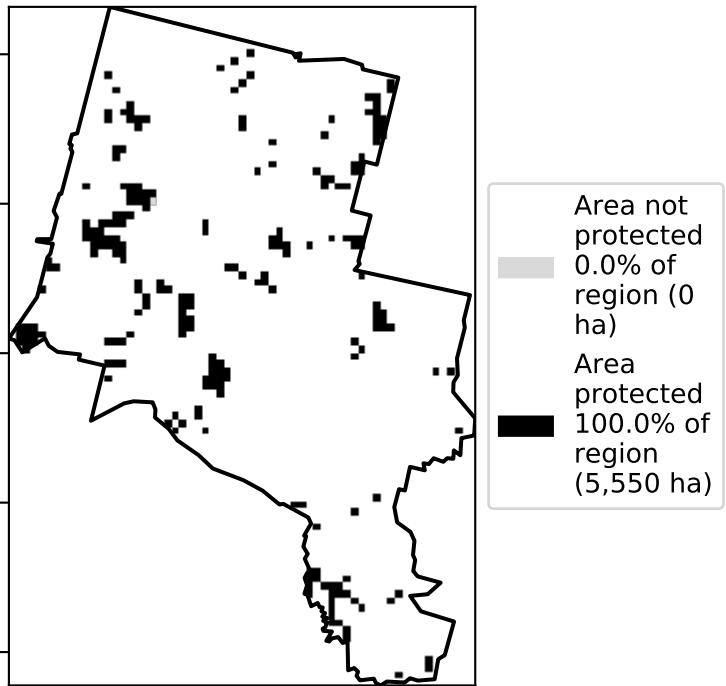 Area not
protected
0.0% of
region (0
ha)
Area
protected
100.0% of
region
(5,550 ha)